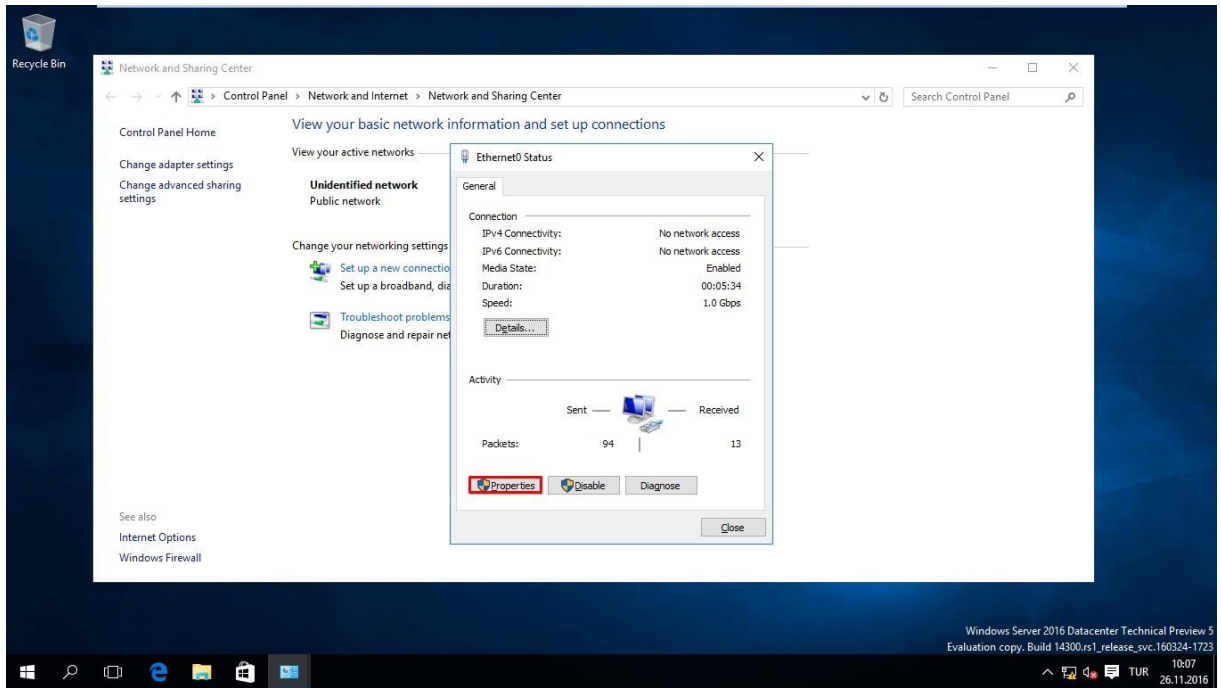 Recycle Bin
Network and Sharing Center
Control Panel > Network and Internet > Network and Sharing Center
Search Control Panel
Control Panel Home
Change adapter settings
Change advanced sharing
settings
See also
Internet Options
Windows Firewall
View your basic network information and set up connections
View your active networks
Unidentified network
Public network
Change your networking settings
Set up a new connectio
Set up a broadband, dia
Troubleshoot problems
Diagnose and repair net
Ethernet0 Status
General
Connection
IPv4 Connectivity: No network access
IPv6 Connectivity: No network access
Media State: Enabled
Duration: 00:05:34
Speed: 1.0 Gbps
Details...
Activity
Sent — — Received
Packets: 94 | 13
Properties Disable Diagnose
Close
Windows Server 2016 Datacenter Technical Preview 5
Evaluation copy. Build 14300.rs1_release_svc.160324-1723
TUR
10:07
26.11.2016